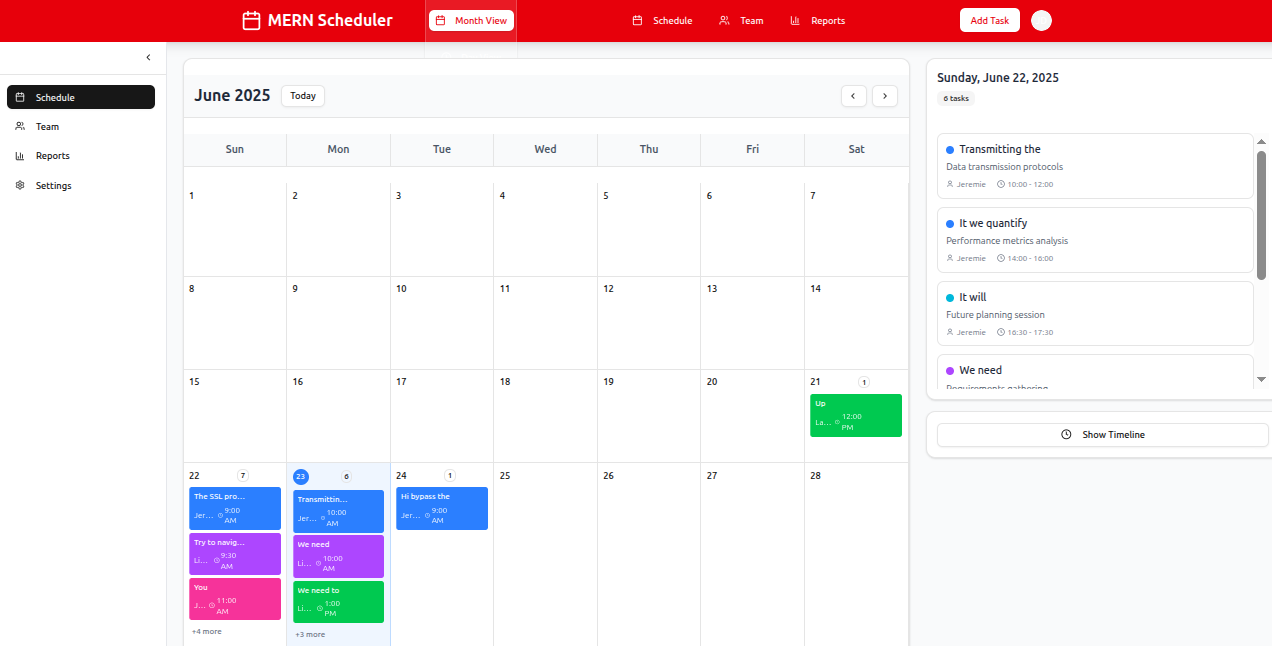 MERN Scheduler
Month View
Schedule
Team
Reports
Add Task
Schedule
Team
Reports
Settings
June 2025
Today
Sun Mon Tue Wed Thu Fri Sat
1 2 3 4 5 6 7
8 9 10 11 12 13 14
15 16 17 18 19 20 21 1
Up
La... 12:00
PM
22 7 23 6 24 1 25 26 27 28
The SSL pro...
Jer... 9:00
AM
Try to navig...
Li... 9:30
AM
You
J... 11:00
AM
+4 more
Transmittin...
Jer... 10:00
AM
We need
Li... 10:00
AM
We need to
Li... 1:00
PM
+3 more
Hi bypass the
Jer... 9:00
AM
Sunday, June 22, 2025
6 tasks
Transmitting the
Data transmission protocols
Jeremie 10:00 - 12:00
It we quantify
Performance metrics analysis
Jeremie 14:00 - 16:00
It will
Future planning session
Jeremie 16:30 - 17:30
We need
Requirements gathering
Show Timeline